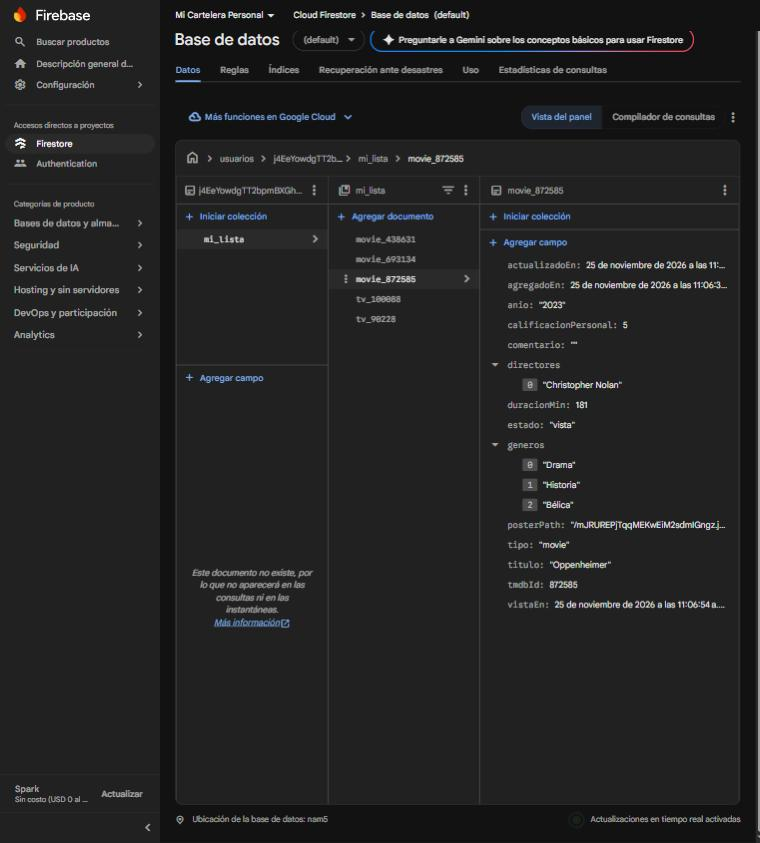 Firebase
Buscar productos
Descripción general d...
Configuración
Accesos directos a proyectos
Firestore
Authentication
Categorías de producto
Bases de datos y alma...
Seguridad
Servicios de IA
Hosting y sin servidores
DevOps y participación
Analytics
Spark
Sin costo (USD 0 al ...
Actualizar
Mi Cartelera Personal
Cloud Firestore > Base de datos (default)
Base de datos
(default)
Preguntarle a Gemini sobre los conceptos básicos para usar Firestore
Datos Reglas Índices Recuperación ante desastres Uso Estadísticas de consultas
Más funciones en Google Cloud
Vista del panel Compilador de consultas
usuarios > j4EeYowdgTT2b... > mi_lista > movie_872585
j4EeYowdgTT2bpmBXGh...
Iniciar colección
mi_lista
Agregar campo
Este documento no existe, por
lo que no aparecerá en las
consultas ni en las
instantáneas.
Más información
mi_lista
Agregar documento
movie_438631
movie_693134
movie_872585
tv_100088
tv_90228
movie_872585
Iniciar colección
Agregar campo
actualizadoEn: 25 de noviembre de 2026 a las 11:...
agregadoEn: 25 de noviembre de 2026 a las 11:06:3...
anio: "2023"
calificacionPersonal: 5
comentario: ""
directores
0 "Christopher Nolan"
duracionMin: 181
estado: "vista"
generos
0 "Drama"
1 "Historia"
2 "Bélica"
posterPath: "/mJRUREPjTqqMEKwEiM2sdmIGngz.j...
tipo: "movie"
titulo: "Oppenheimer"
tmdbId: 872585
vistaEn: 25 de noviembre de 2026 a las 11:06:54 a....
Ubicación de la base de datos: nam5
Actualizaciones en tiempo real activadas